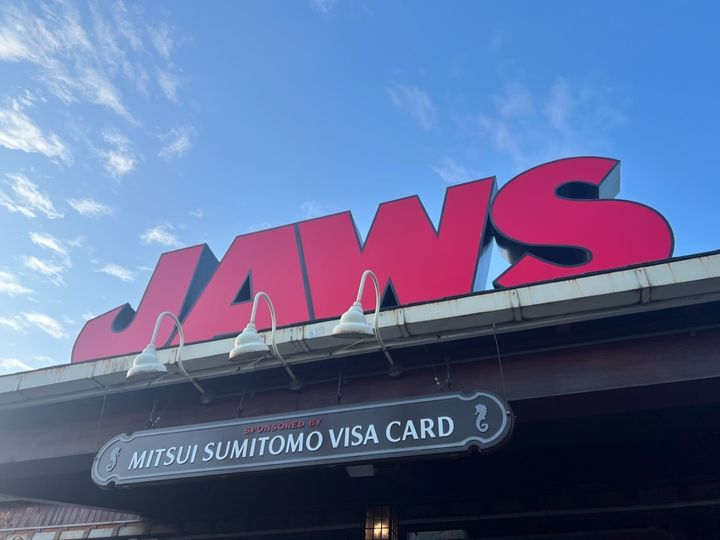 JAWS
SPONSORED BY
MITSUI SUMITOMO VISA CARD